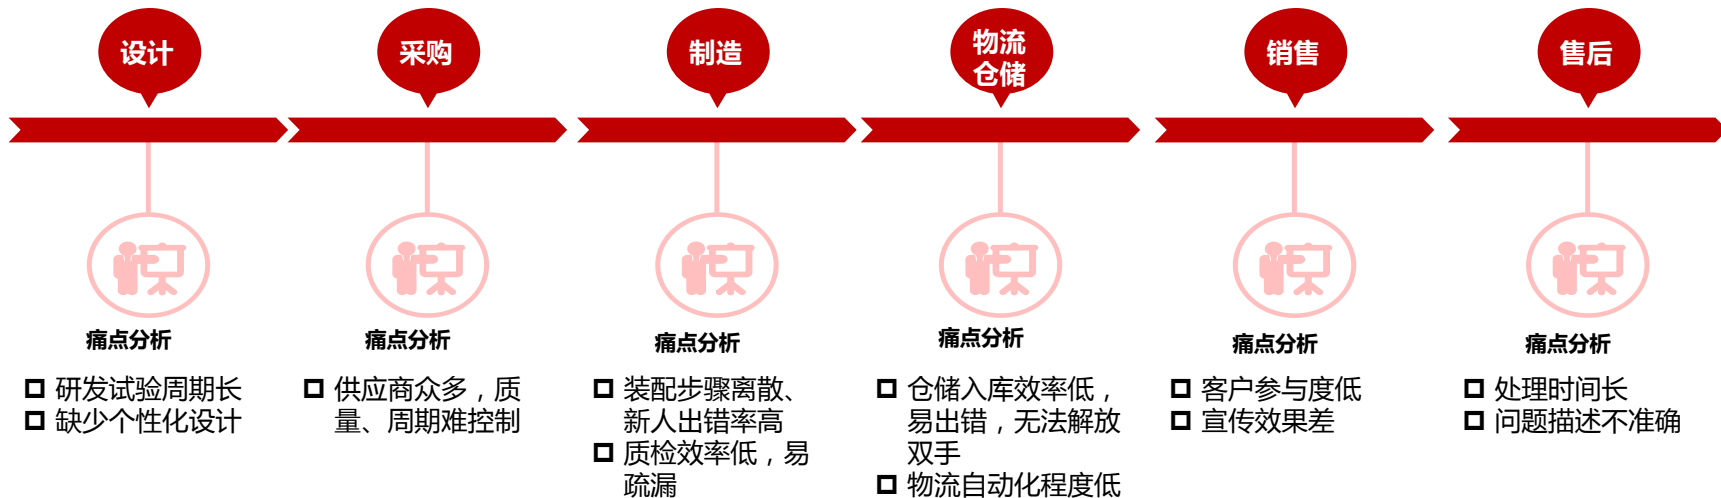 设计
采购
制造
物流
仓储
销售
售后
痛点分析
研发试验周期长
缺少个性化设计
痛点分析
供应商众多，质
量、周期难控制
痛点分析
装配步骤离散、
新人出错率高
质检效率低，易
疏漏
痛点分析
仓储入库效率低，
易出错，无法解放
双手
物流自动化程度低
痛点分析
客户参与度低
宣传效果差
痛点分析
处理时间长
问题描述不准确